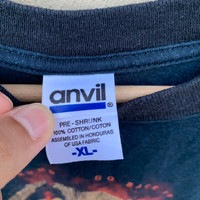 anvil®
PRE-SHRUNK
100% COTTON/COTON
ASSEMBLED IN HONDURAS
OF USA FABRIC
-XL-